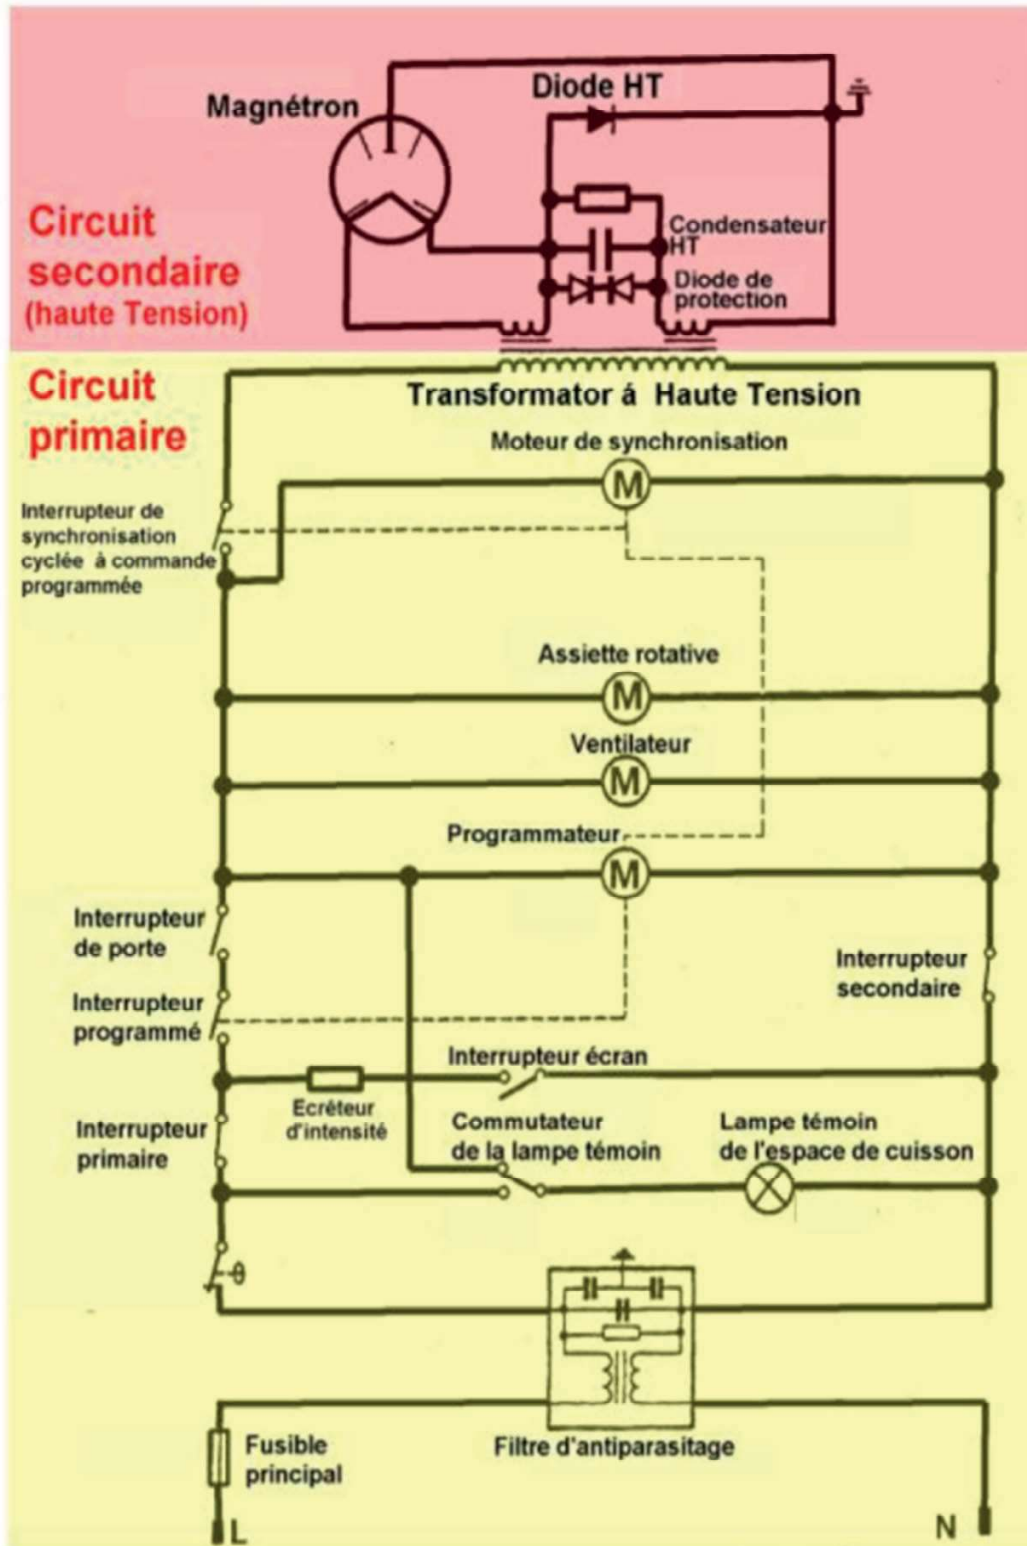 Magnétron
Diode HT
Circuit
secondaire
(haute Tension)
Condensateur
HT
Diode de
protection
Circuit
primaire
Transformator á Haute Tension
Moteur de synchronisation
M
Interrupteur de
synchronisation
cyclée à commande
programmée
Assiette rotative
M
Ventilateur
M
Programmateur
M
Interrupteur
de porte
Interrupteur
secondaire
Interrupteur
programmé
Interrupteur écran
Ecrêteur
d'intensité
Interrupteur
primaire
Commutateur
de la lampe témoin
Lampe témoin
de l'espace de cuisson
Filtre d'antiparasitage
Fusible
principal
L
N